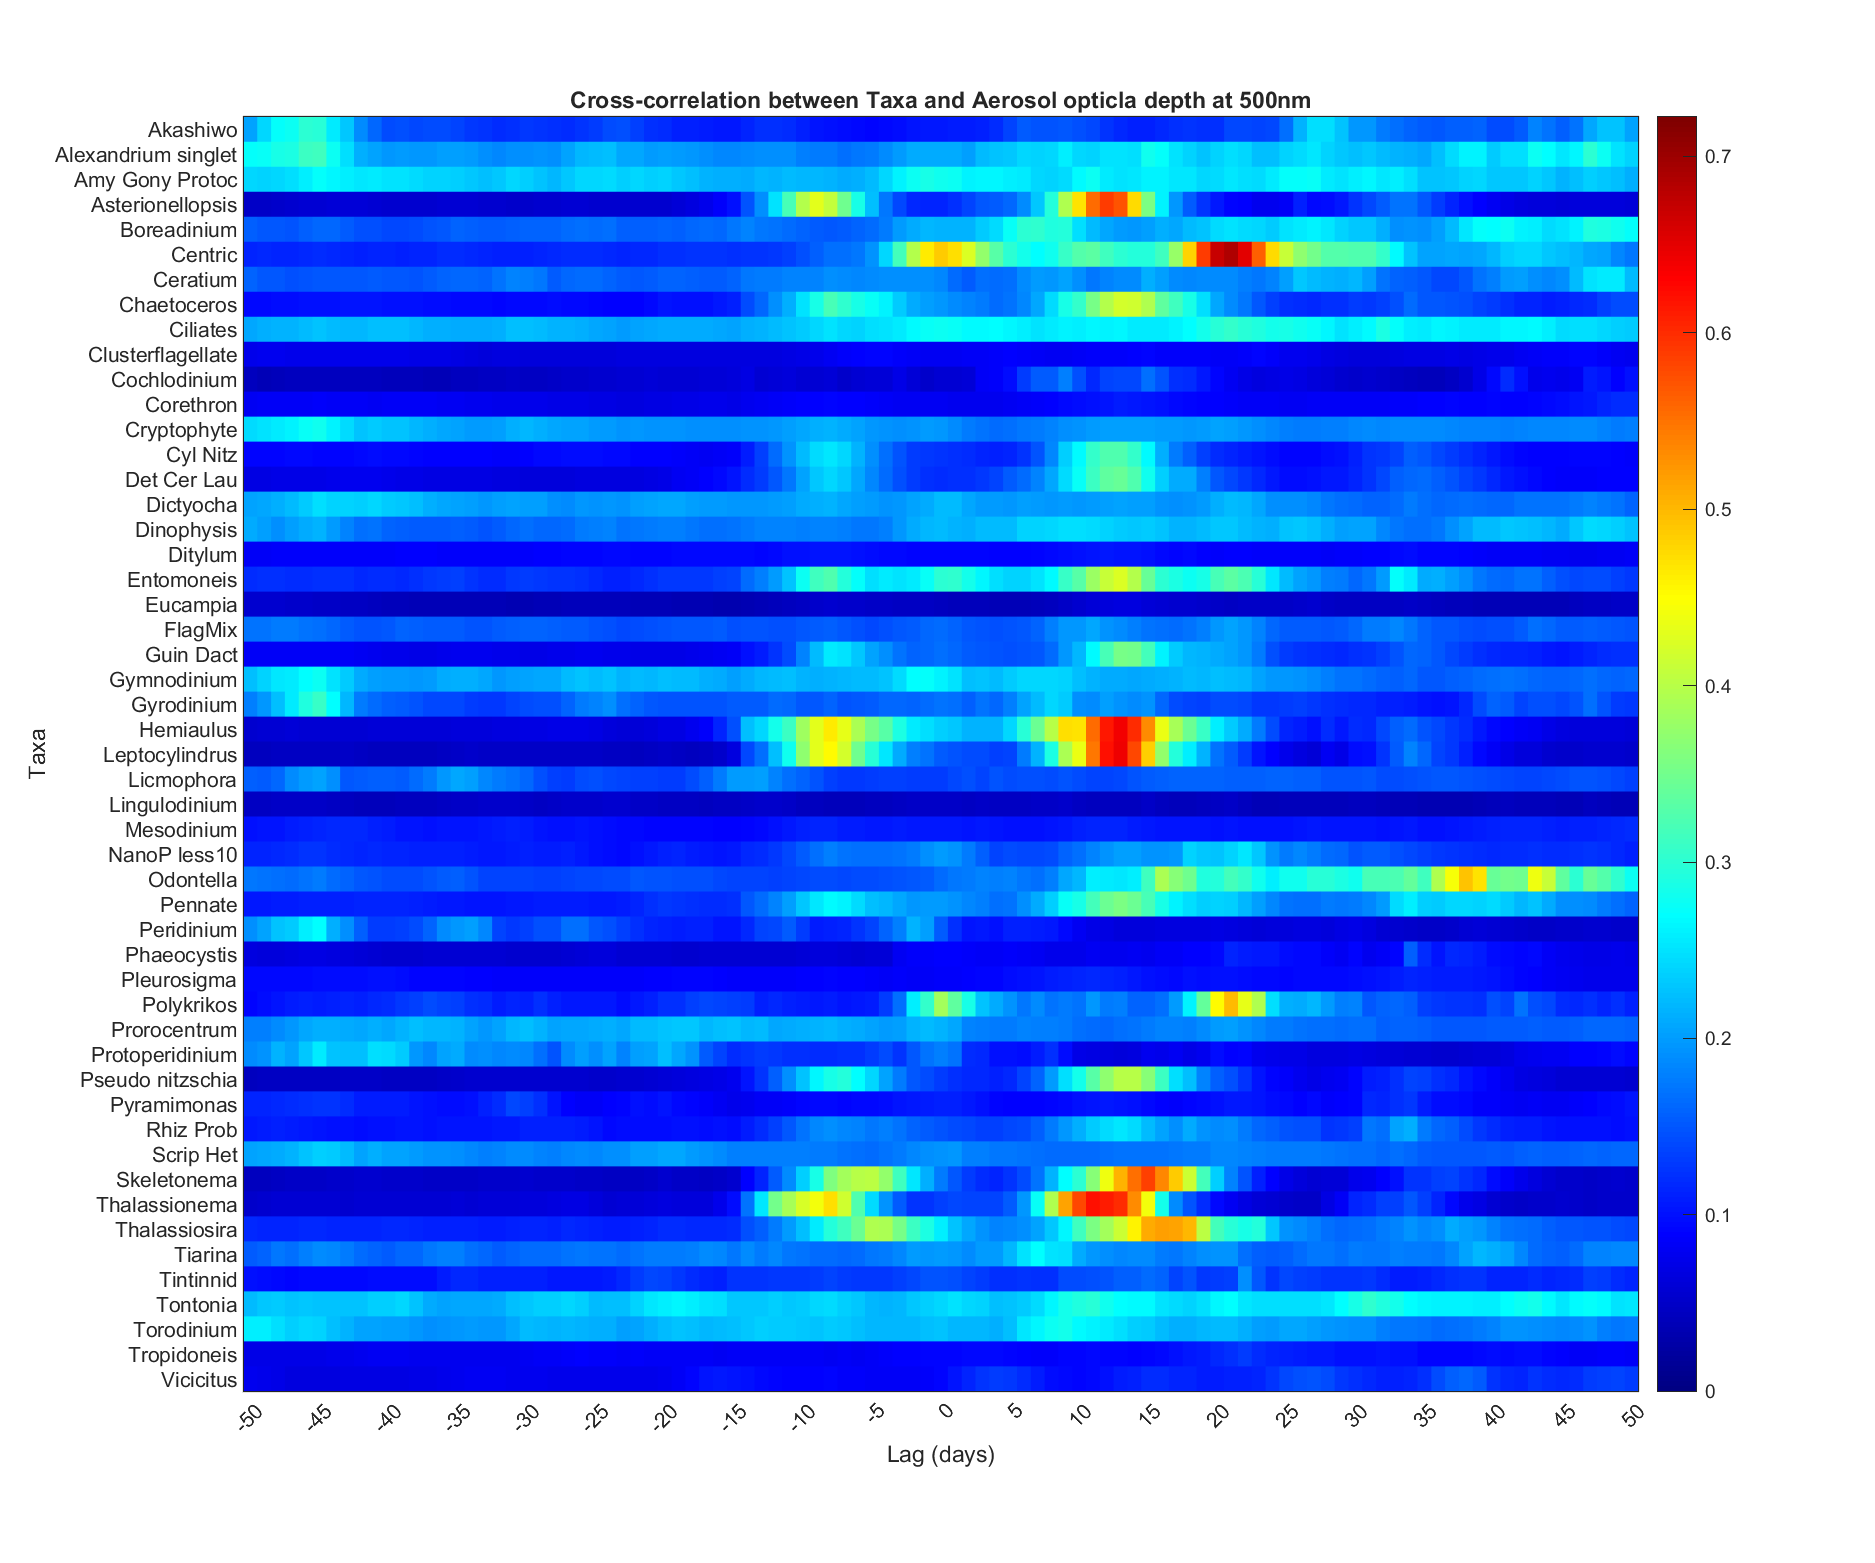 Cross-correlation between Taxa and Aerosol opticla depth at 500nm
Akashiwo
Alexandrium singlet
Amy Gony Protoc
Asterionellopsis
Boreadinium
Centric
Ceratium
Chaetoceros
Ciliates
Clusterflagellate
Cochlodinium
Corethron
Cryptophyte
Cyl Nitz
Det Cer Lau
Dictyocha
Dinophysis
Ditylum
Entomoneis
Eucampia
FlagMix
Guin Dact
Gymnodinium
Gyrodinium
Hemiaulus
Leptocylindrus
Licmophora
Lingulodinium
Mesodinium
NanoP less10
Odontella
Pennate
Peridinium
Phaeocystis
Pleurosigma
Polykrikos
Prorocentrum
Protoperidinium
Pseudo nitzschia
Pyramimonas
Rhiz Prob
Scrip Het
Skeletonema
Thalassionema
Thalassiosira
Tiarina
Tintinnid
Tontonia
Torodinium
Tropidoneis
Vicicitus
Taxa
-50 -45 -40 -35 -30 -25 -20 -15 -10 -5 0 5 10 15 20 25 30 35 40 45 50
Lag (days)
0.7
0.6
0.5
0.4
0.3
0.2
0.1
0